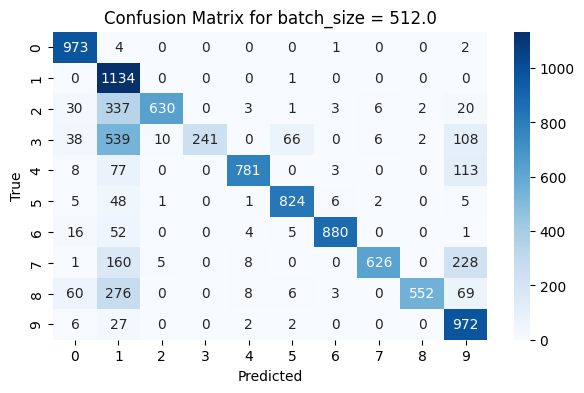 Confusion Matrix for batch_size = 512.0
0 973 4 0 0 0 0 1 0 0 2
1 0 1134 0 0 0 1 0 0 0 0
2 30 337 630 0 3 1 3 6 2 20
3 38 539 10 241 0 66 0 6 2 108
4 8 77 0 0 781 0 3 0 0 113
5 5 48 1 0 1 824 6 2 0 5
6 16 52 0 0 4 5 880 0 0 1
7 1 160 5 0 8 0 0 626 0 228
8 60 276 0 0 8 6 3 0 552 69
9 6 27 0 0 2 2 0 0 0 972
0 1 2 3 4 5 6 7 8 9
True
Predicted
1000
800
600
400
200
0